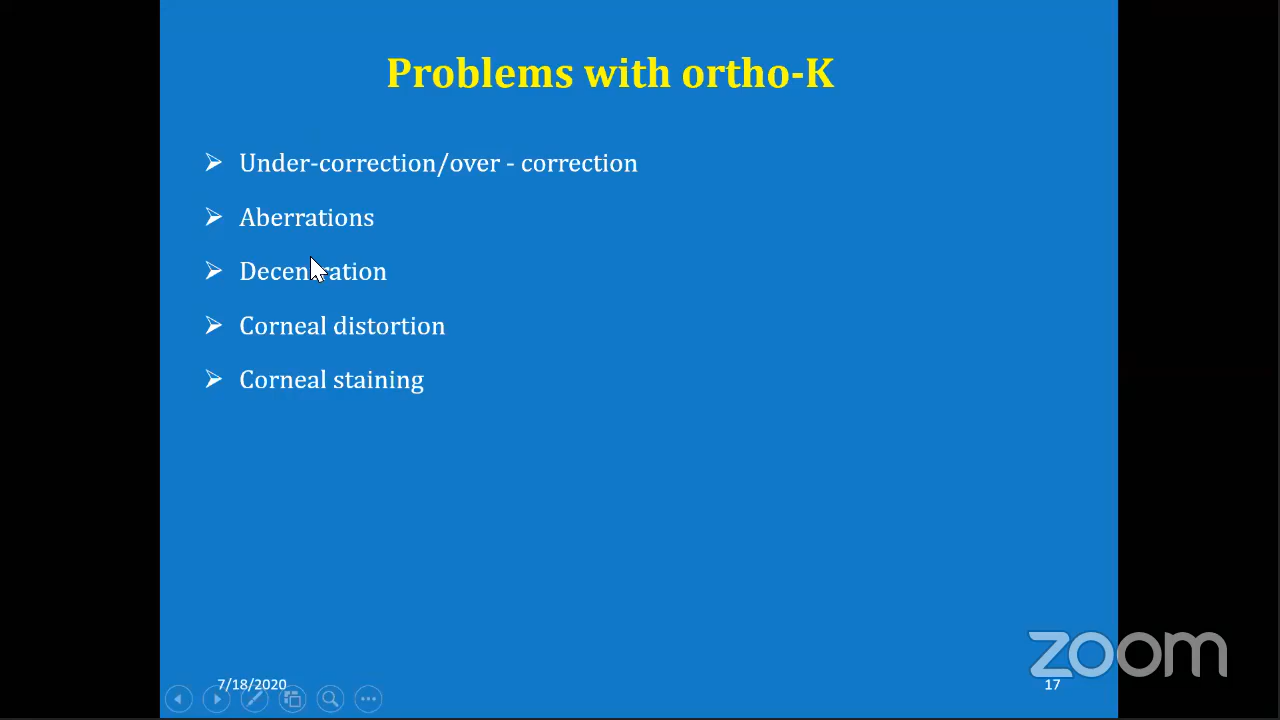 Problems with ortho-K
Under-correction/over - correction
Aberrations
Decentration
Corneal distortion
Corneal staining
zoom
7/18/2020
17